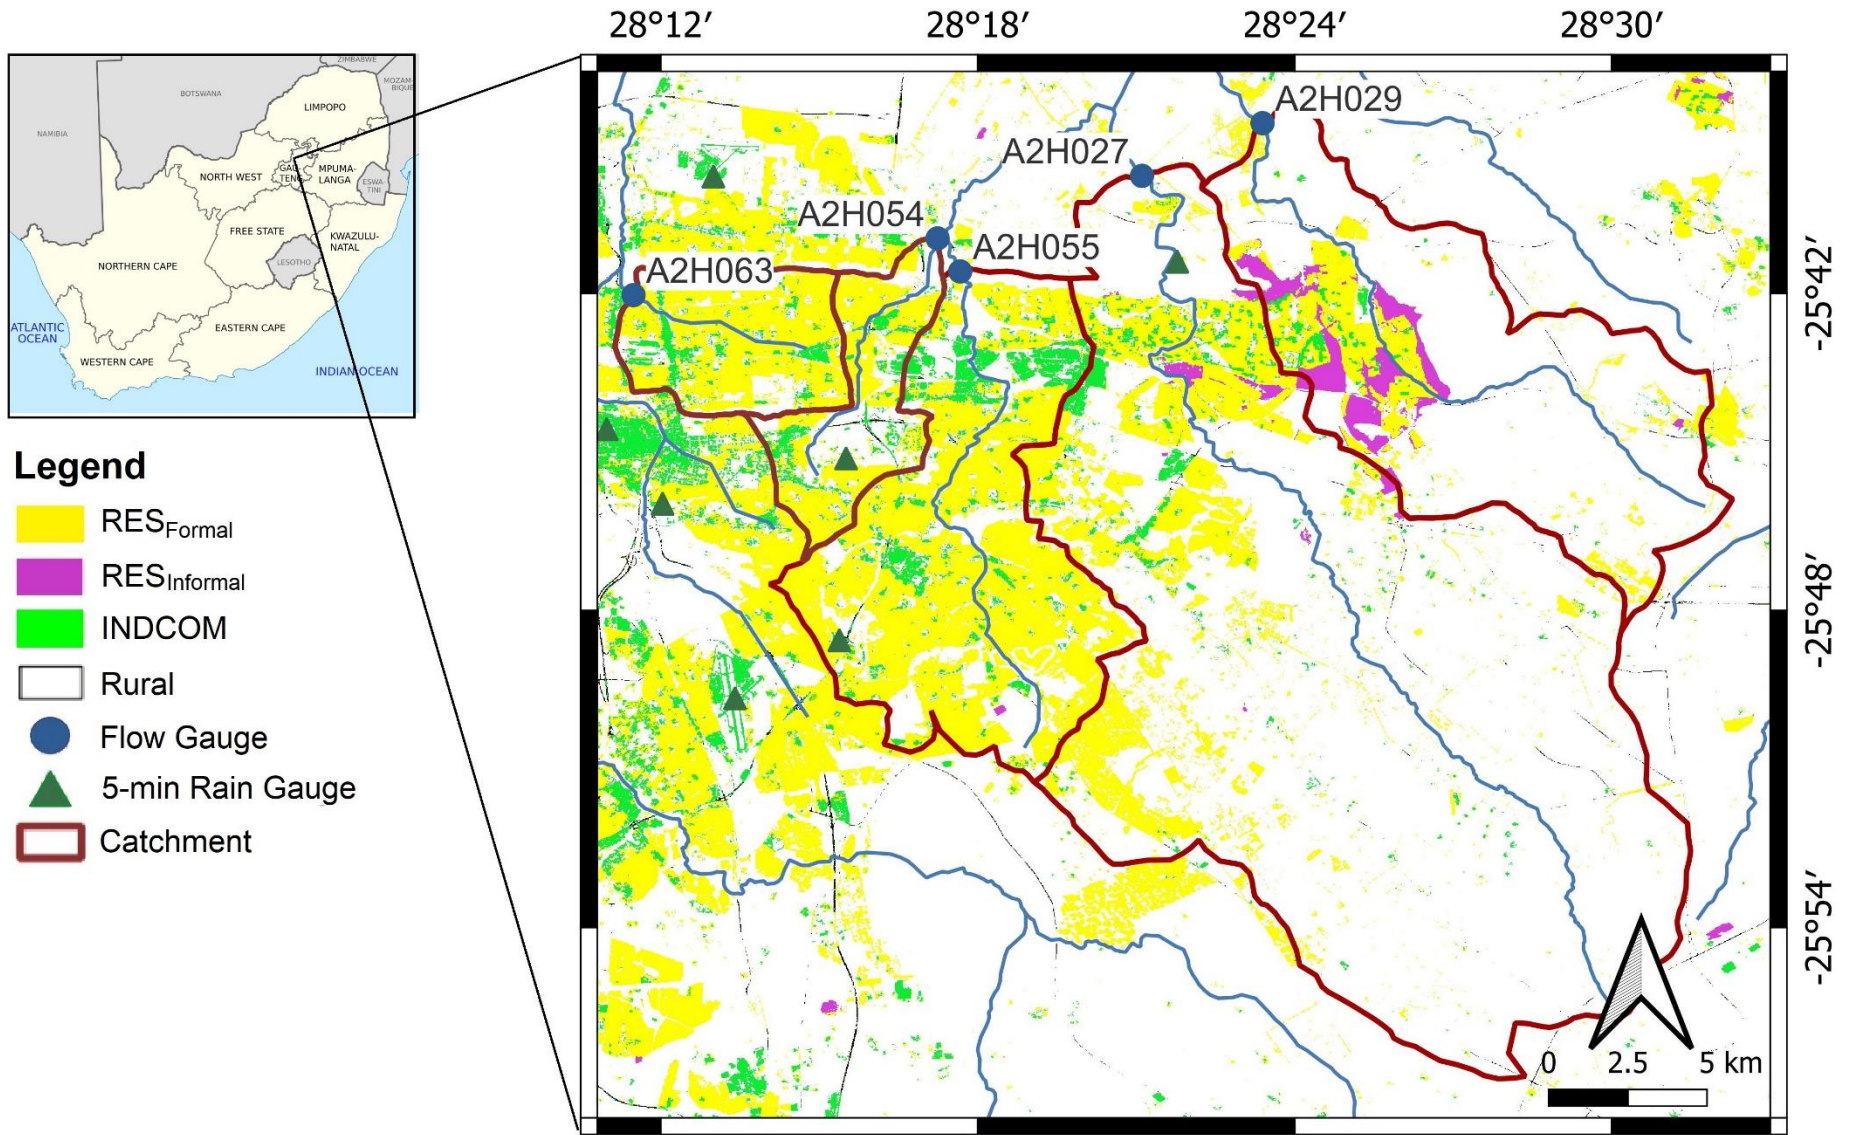 28°12′ 28°18′ 28°24′ 28°30′
ZIMBABWE
MOZAM-
BIQUE
BOTSWANA
LIMPOPO
NAMIBIA
NORTH WEST
GAU-
TENG
MPUMA-
LANGA
ESWA-
TINI
FREE STATE
KWAZULU-
NATAL
LESOTHO
NORTHERN CAPE
ATLANTIC
OCEAN
EASTERN CAPE
WESTERN CAPE
INDIAN OCEAN
A2H029
A2H027
A2H054
A2H055
A2H063
-25°42′
-25°48′
-25°54′
Legend
RESFormal
RESInformal
INDCOM
Rural
Flow Gauge
5-min Rain Gauge
Catchment
0 2.5 5 km